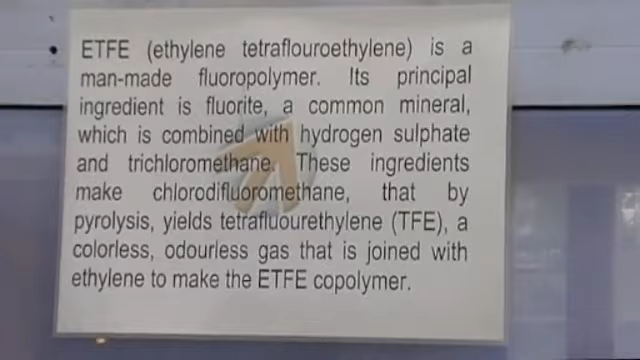 ETFE (ethylene tetraflouroethylene) is a
man-made fluoropolymer. Its principal
ingredient is fluorite, a common mineral,
which is combined with hydrogen sulphate
and trichloromethane. These ingredients
make chlorodifluoromethane, that by
pyrolysis, yields tetrafluourethylene (TFE), a
colorless, odourless gas that is joined with
ethylene to make the ETFE copolymer.